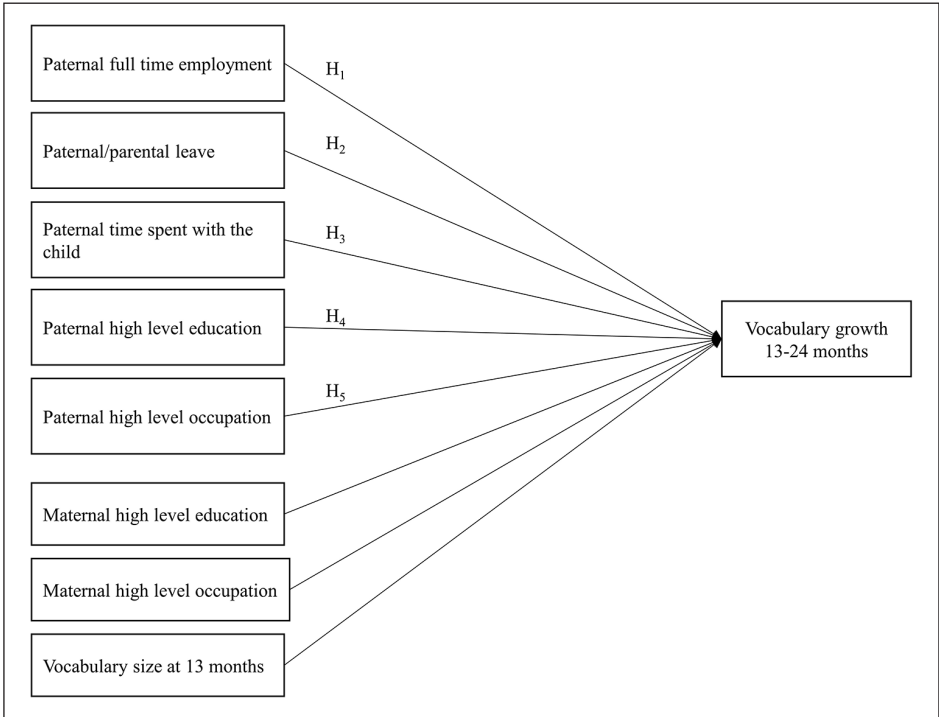 Paternal full time employment
H₁
Paternal/parental leave
H₂
Paternal time spent with the
child
H₃
Paternal high level education
H₄
Paternal high level occupation
H₅
Maternal high level education
Maternal high level occupation
Vocabulary size at 13 months
Vocabulary growth
13-24 months